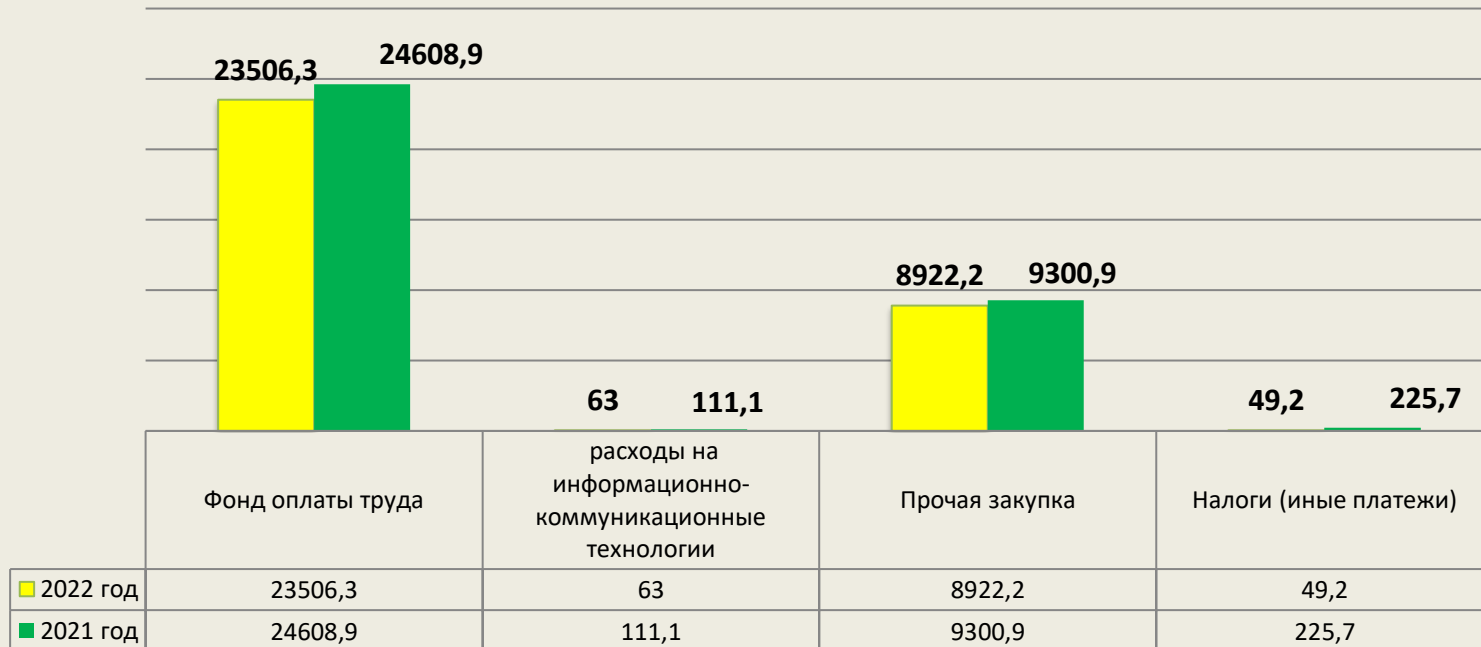 24608,9
23506,3
8922,2 9300,9
63 111,1 49,2 225,7
Фонд оплаты труда
расходы на
информационно-
коммуникационные
технологии
Прочая закупка
Налоги (иные платежи)
2022 год 23506,3 63 8922,2 49,2
2021 год 24608,9 111,1 9300,9 225,7